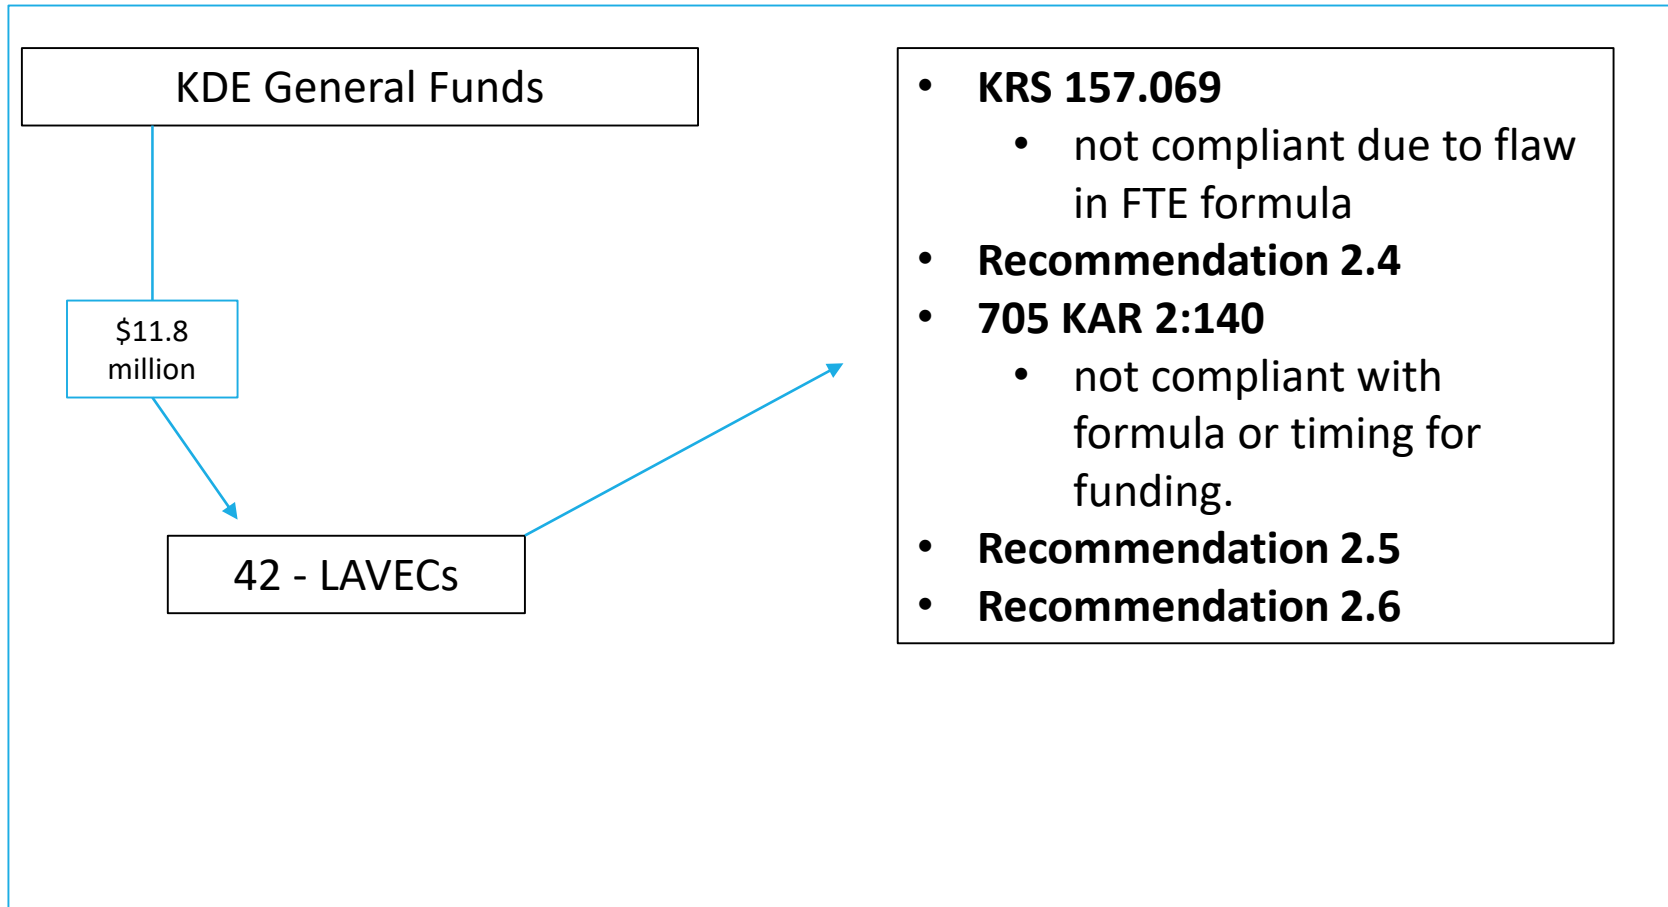 KDE General Funds
$11.8
million
42 - LAVECs
• KRS 157.069
• not compliant due to flaw
in FTE formula
• Recommendation 2.4
• 705 KAR 2:140
• not compliant with
formula or timing for
funding.
• Recommendation 2.5
• Recommendation 2.6